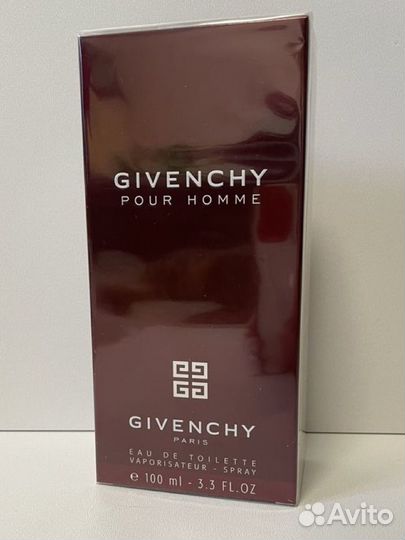 GIVENCHY
POUR HOMME
GIVENCHY
PARIS
EAU DE TOILETTE
VAPORISATEUR - SPRAY
℮ 100 ml - 3.3 FL.OZ
Avito